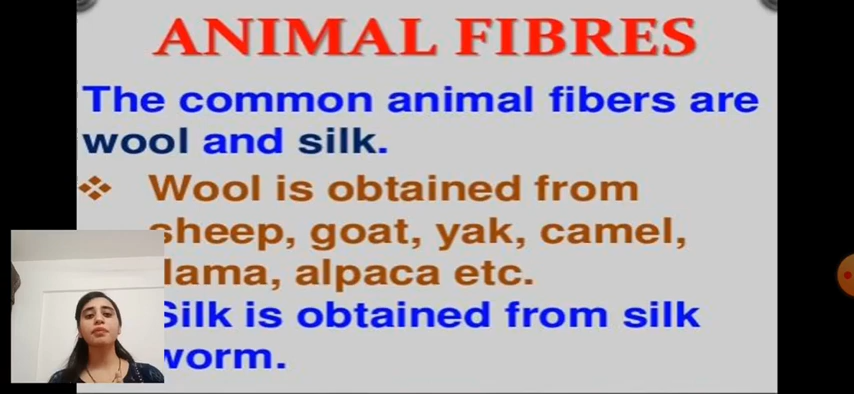 ANIMAL FIBRES
The common animal fibers are
wool and silk.
❖ Wool is obtained from
sheep, goat, yak, camel,
lama, alpaca etc.
Silk is obtained from silk
worm.